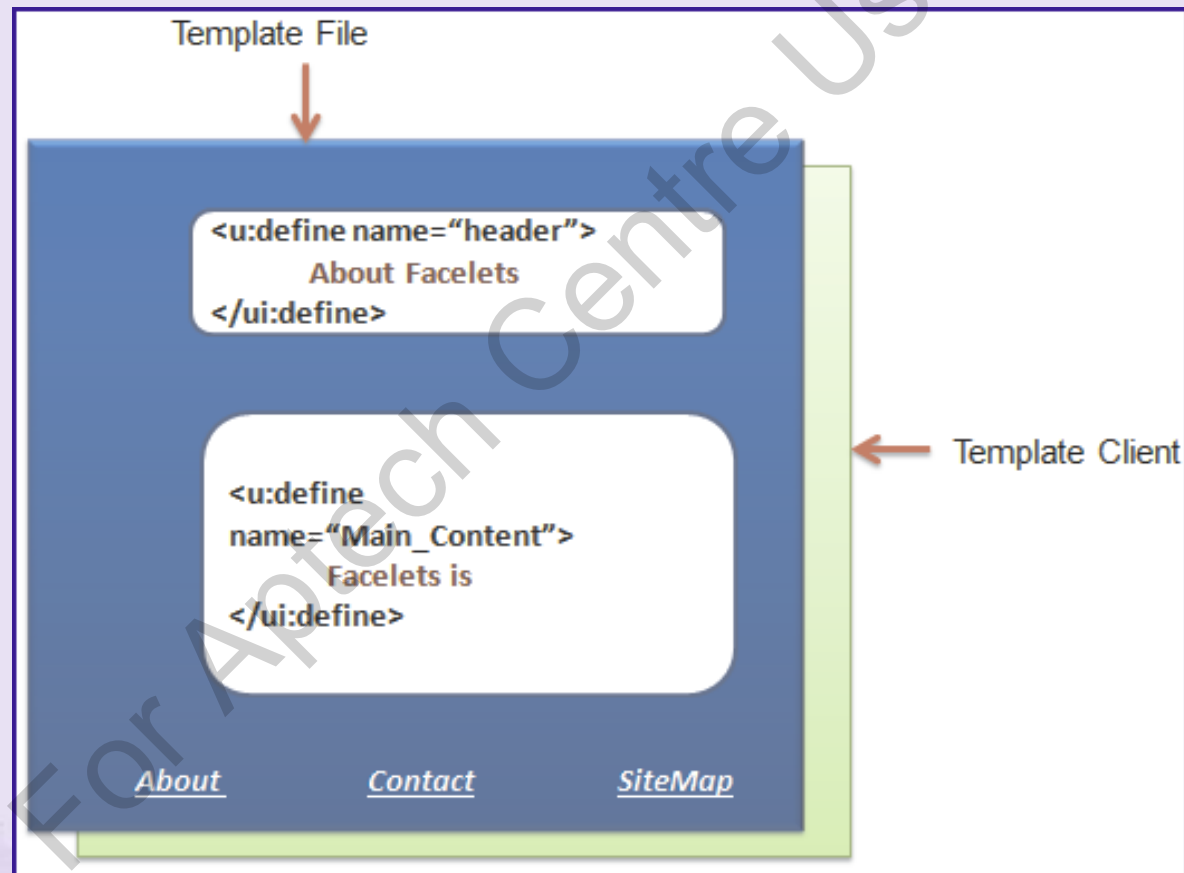 Template File
<u:define name=“header”>
About Facelets
</ui:define>
Template Client
<u:define
name=“Main_Content”>
Facelets is
</ui:define>
About Contact SiteMap
For Aptech Centre Us